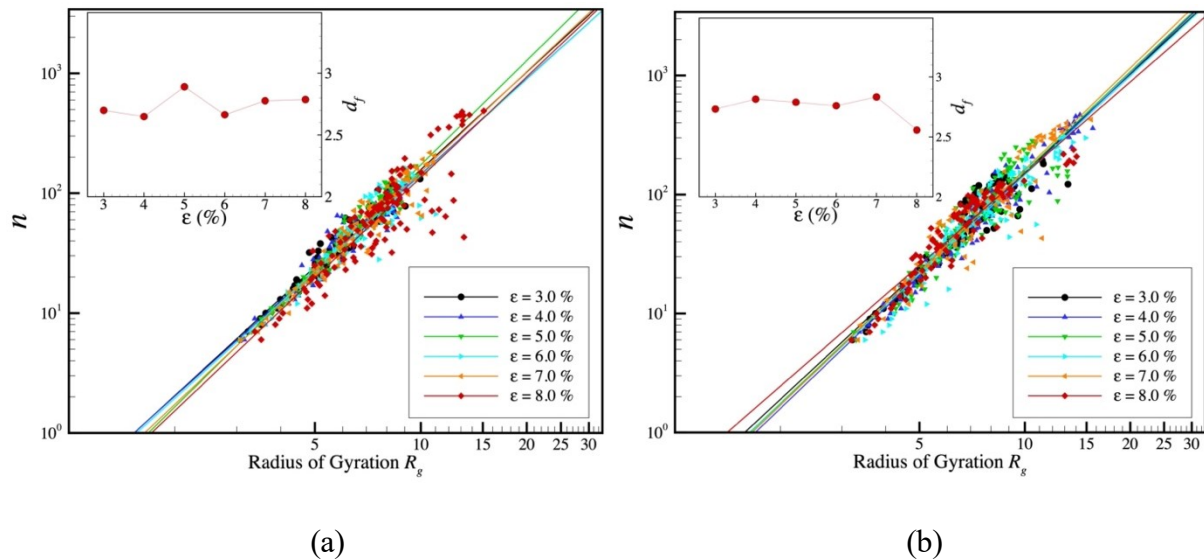 10³
10²
10¹
10⁰
n
3
2.5
2
d_f
3 4 5 6 7 8
ε (%)
ε = 3.0 %
ε = 4.0 %
ε = 5.0 %
ε = 6.0 %
ε = 7.0 %
ε = 8.0 %
5 10 15 20 25 30
Radius of Gyration R_g
(a)
10³
10²
10¹
10⁰
n
3
2.5
2
d_f
3 4 5 6 7 8
ε (%)
ε = 3.0 %
ε = 4.0 %
ε = 5.0 %
ε = 6.0 %
ε = 7.0 %
ε = 8.0 %
5 10 15 20 25 30
Radius of Gyration R_g
(b)